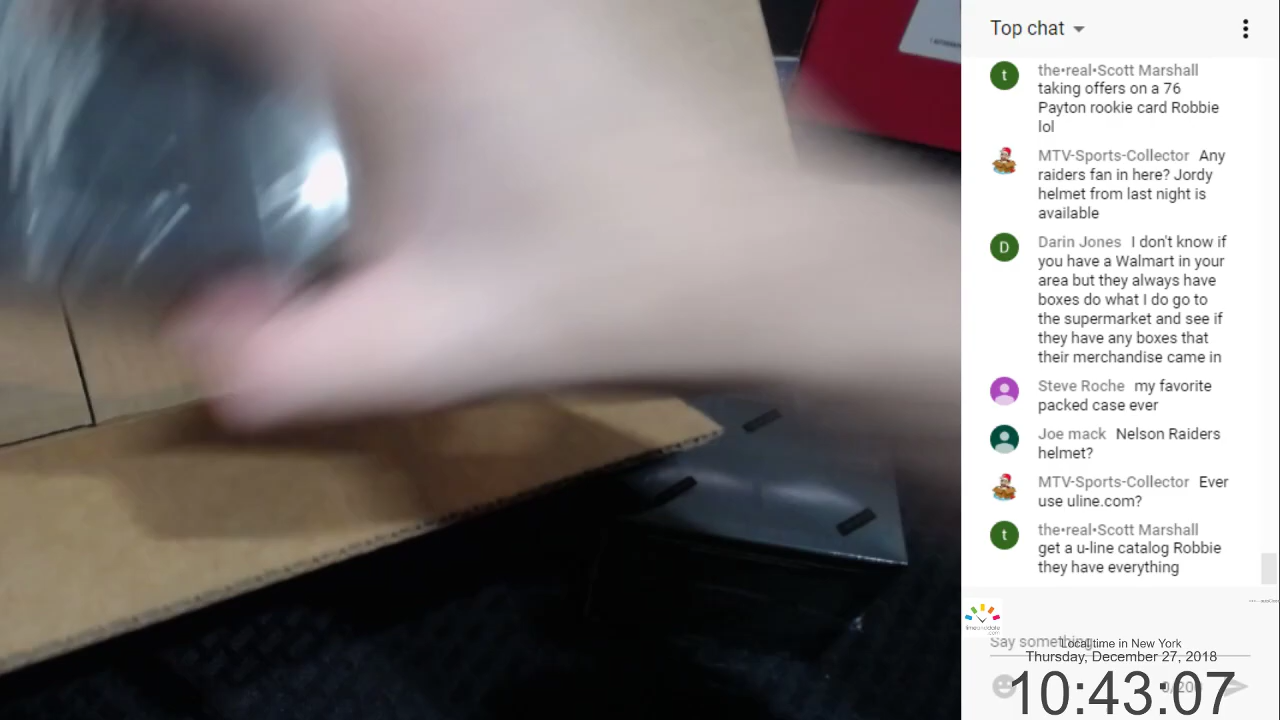 Top chat
the•real•Scott Marshall
taking offers on a 76
Payton rookie card Robbie
lol
MTV-Sports-Collector Any
raiders fan in here? Jordy
helmet from last night is
available
D
Darin Jones I don't know if
you have a Walmart in your
area but they always have
boxes do what I do go to
the supermarket and see if
they have any boxes that
their merchandise came in
Steve Roche my favorite
packed case ever
Joe mack Nelson Raiders
helmet?
MTV-Sports-Collector Ever
use uline.com?
t
the•real•Scott Marshall
get a u-line catalog Robbie
they have everything
Say something...
Local time in New York
Thursday, December 27, 2018
0/200
10:43.07